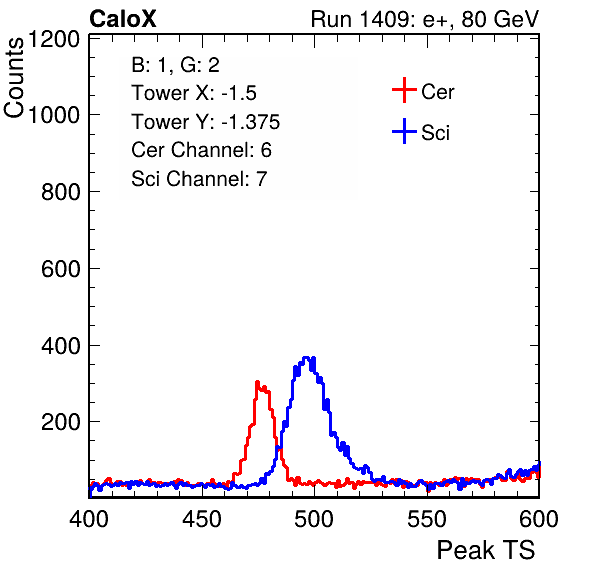 CaloX
Run 1409: e+, 80 GeV
Counts
1200
1000
800
600
400
200
B: 1, G: 2
Tower X: -1.5
Tower Y: -1.375
Cer Channel: 6
Sci Channel: 7
Cer
Sci
400
450
500
550
600
Peak TS